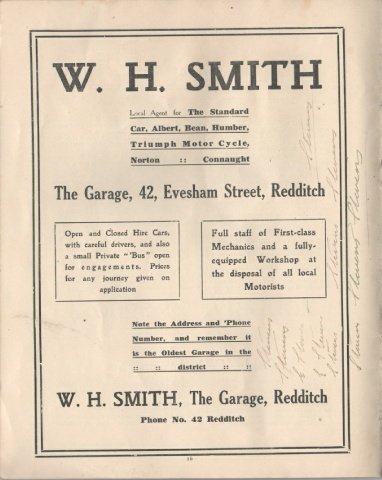 W. H. SMITH
Local Agent for The Standard
Car, Albert, Bean, Humber,
Triumph Motor Cycle,
Norton :: Connaught
The Garage, 42, Evesham Street, Redditch
Open and Closed Hire Cars,
with careful drivers, and also
a small Private "'Bus" open
for engagements. Prices
for any journey given on
application
Full staff of First-class
Mechanics and a fully-
equipped Workshop at
the disposal of all local
Motorists
Note the Address and 'Phone
Number, and remember it
is the Oldest Garage in the
:: :: district :: ::
W. H. SMITH, The Garage, Redditch
Phone No. 42 Redditch